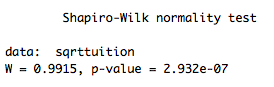 Shapiro-Wilk normality test
data:  sqrttuition
W = 0.9915, p-value = 2.932e-07